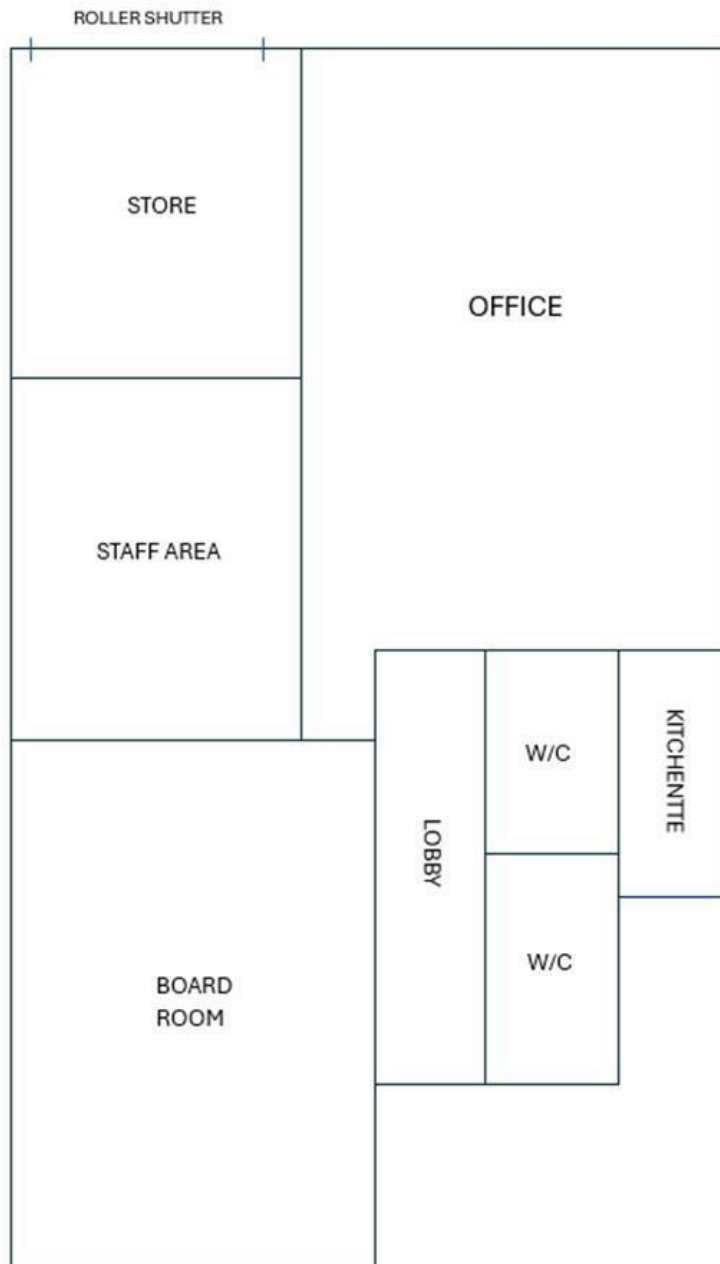 ROLLER SHUTTER
STORE
OFFICE
STAFF AREA
KITCHENTTE
W/C
LOBBY
W/C
BOARD
ROOM